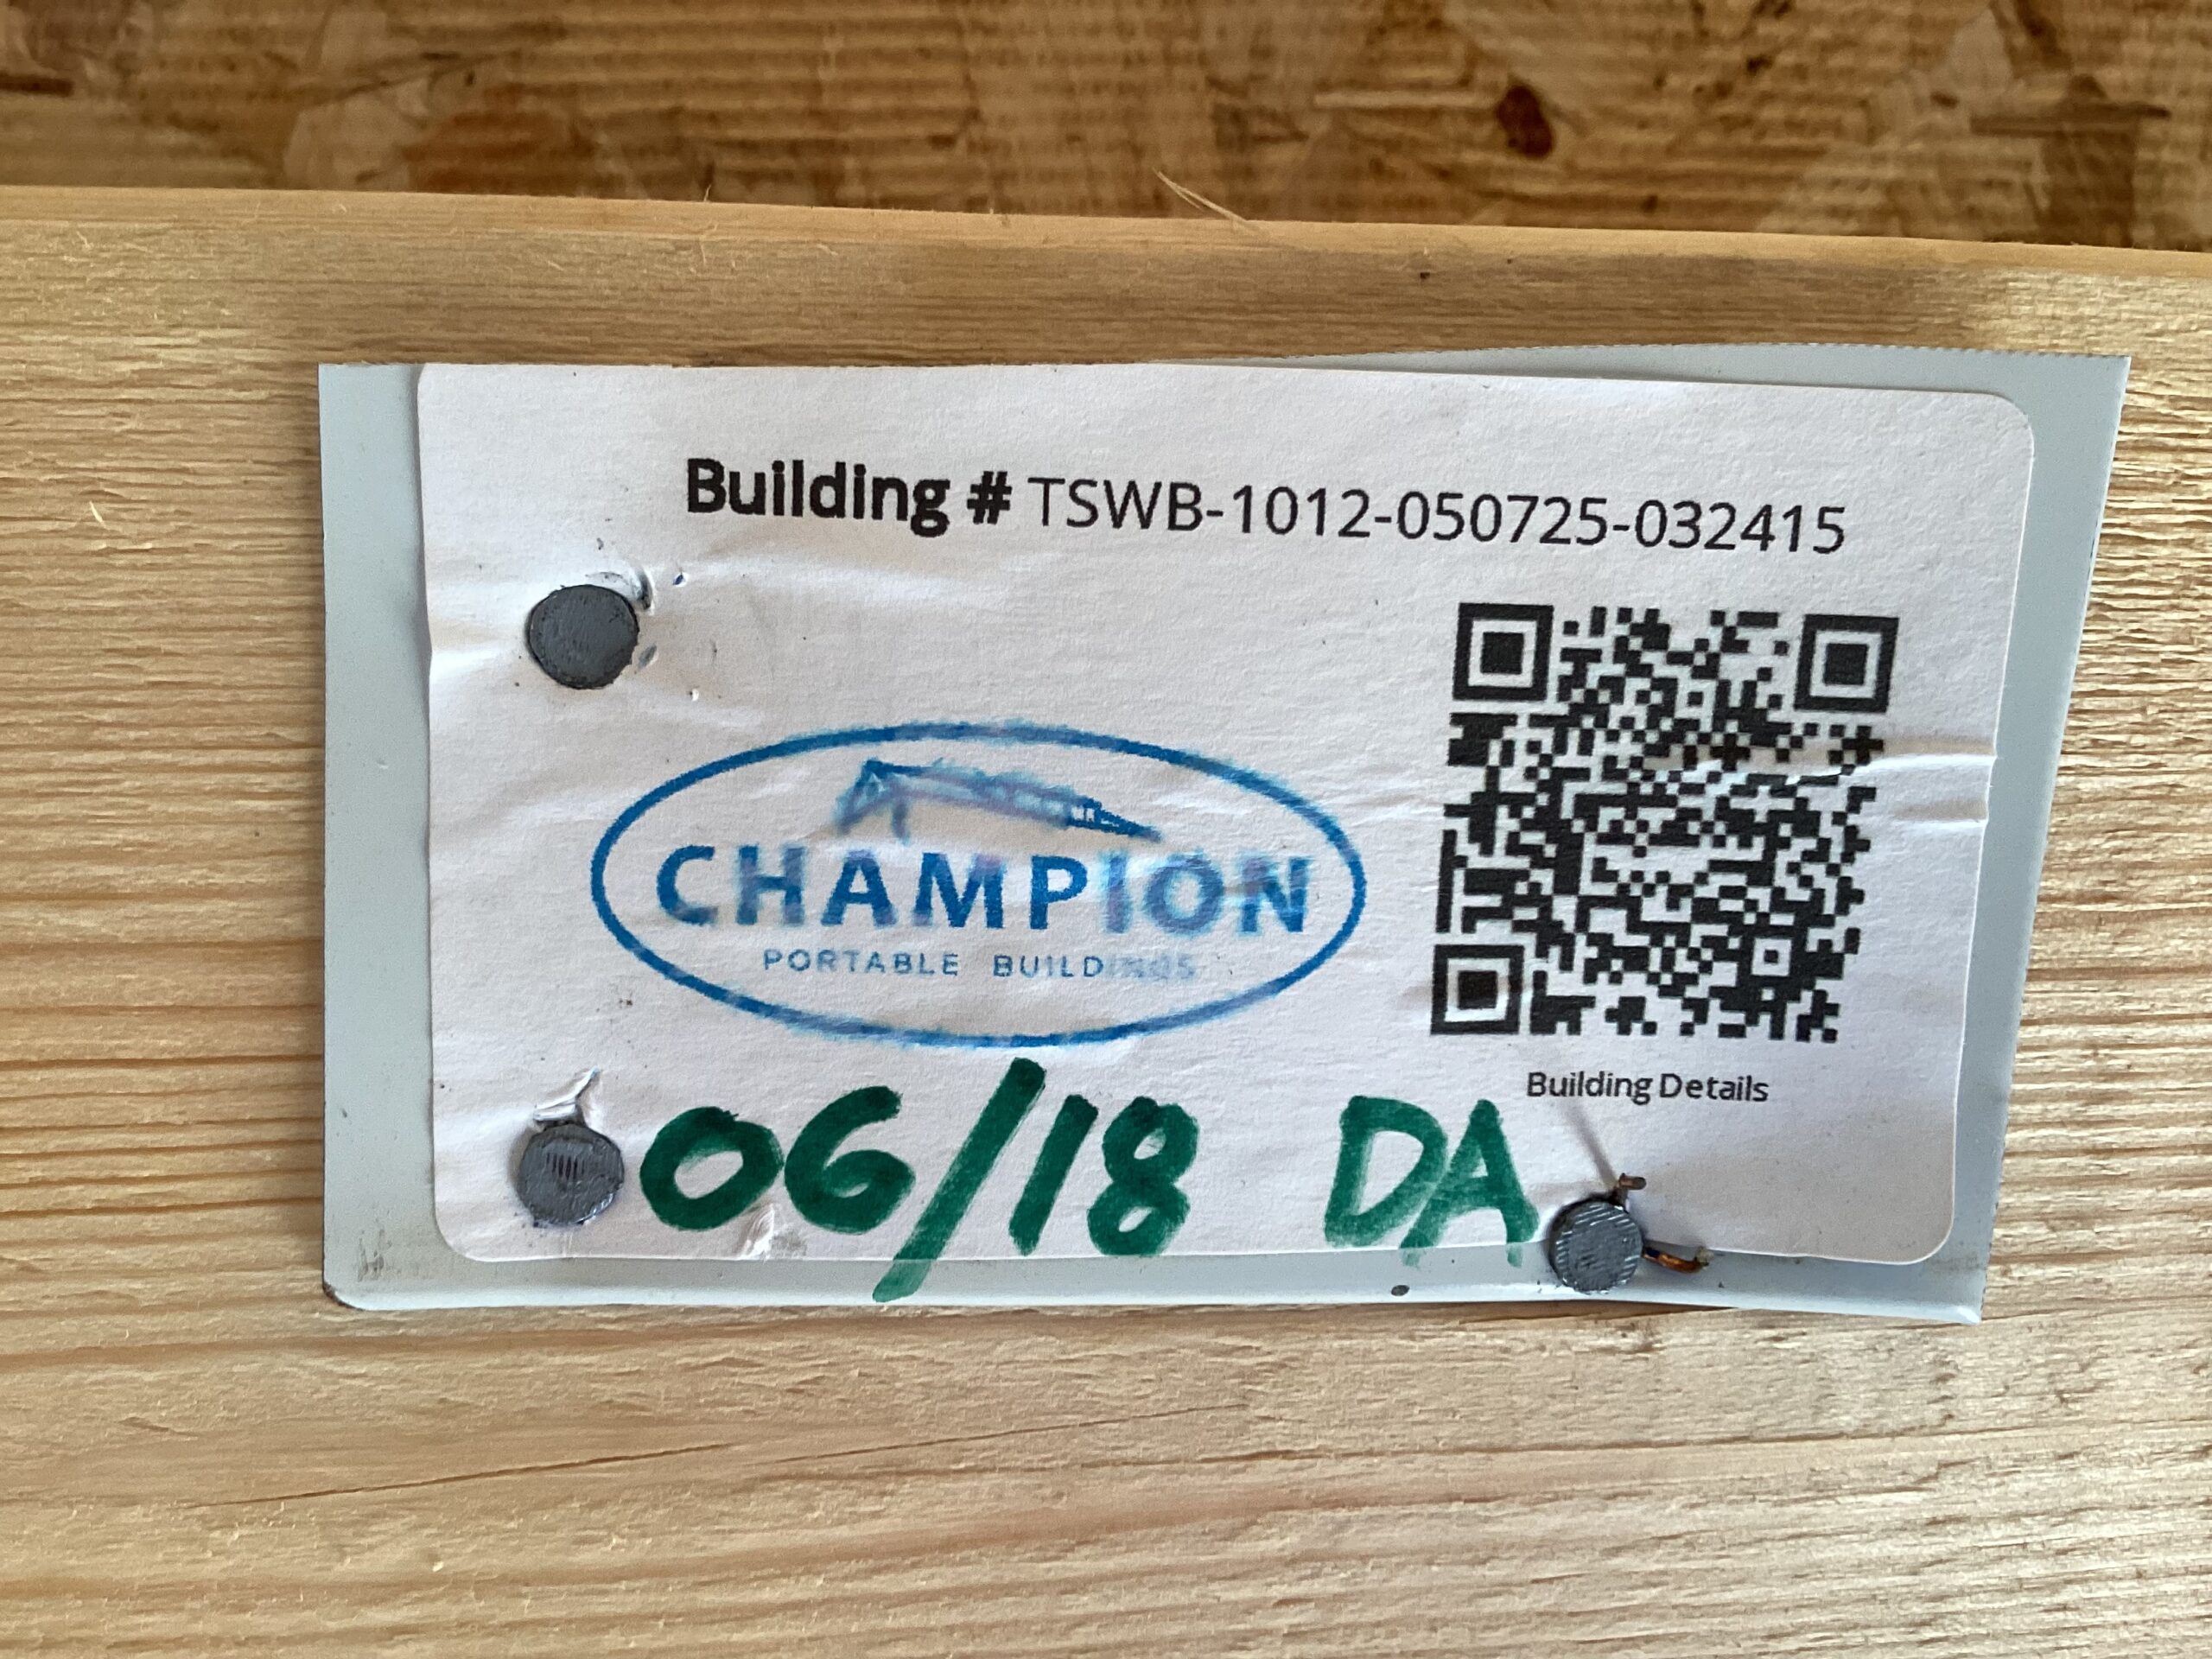 Building # TSWB-1012-050725-032415
CHAMPION
PORTABLE BUILDINGS
Building Details
06/18 DA